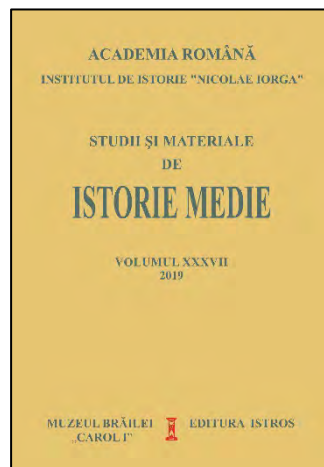 ACADEMIA ROMÂNĂ
INSTITUTUL DE ISTORIE "NICOLAE IORGA"
STUDII ŞI MATERIALE
DE
ISTORIE MEDIE
VOLUMUL XXXVII
2019
MUZEUL BRĂILEI EDITURA ISTROS
„CAROL I"